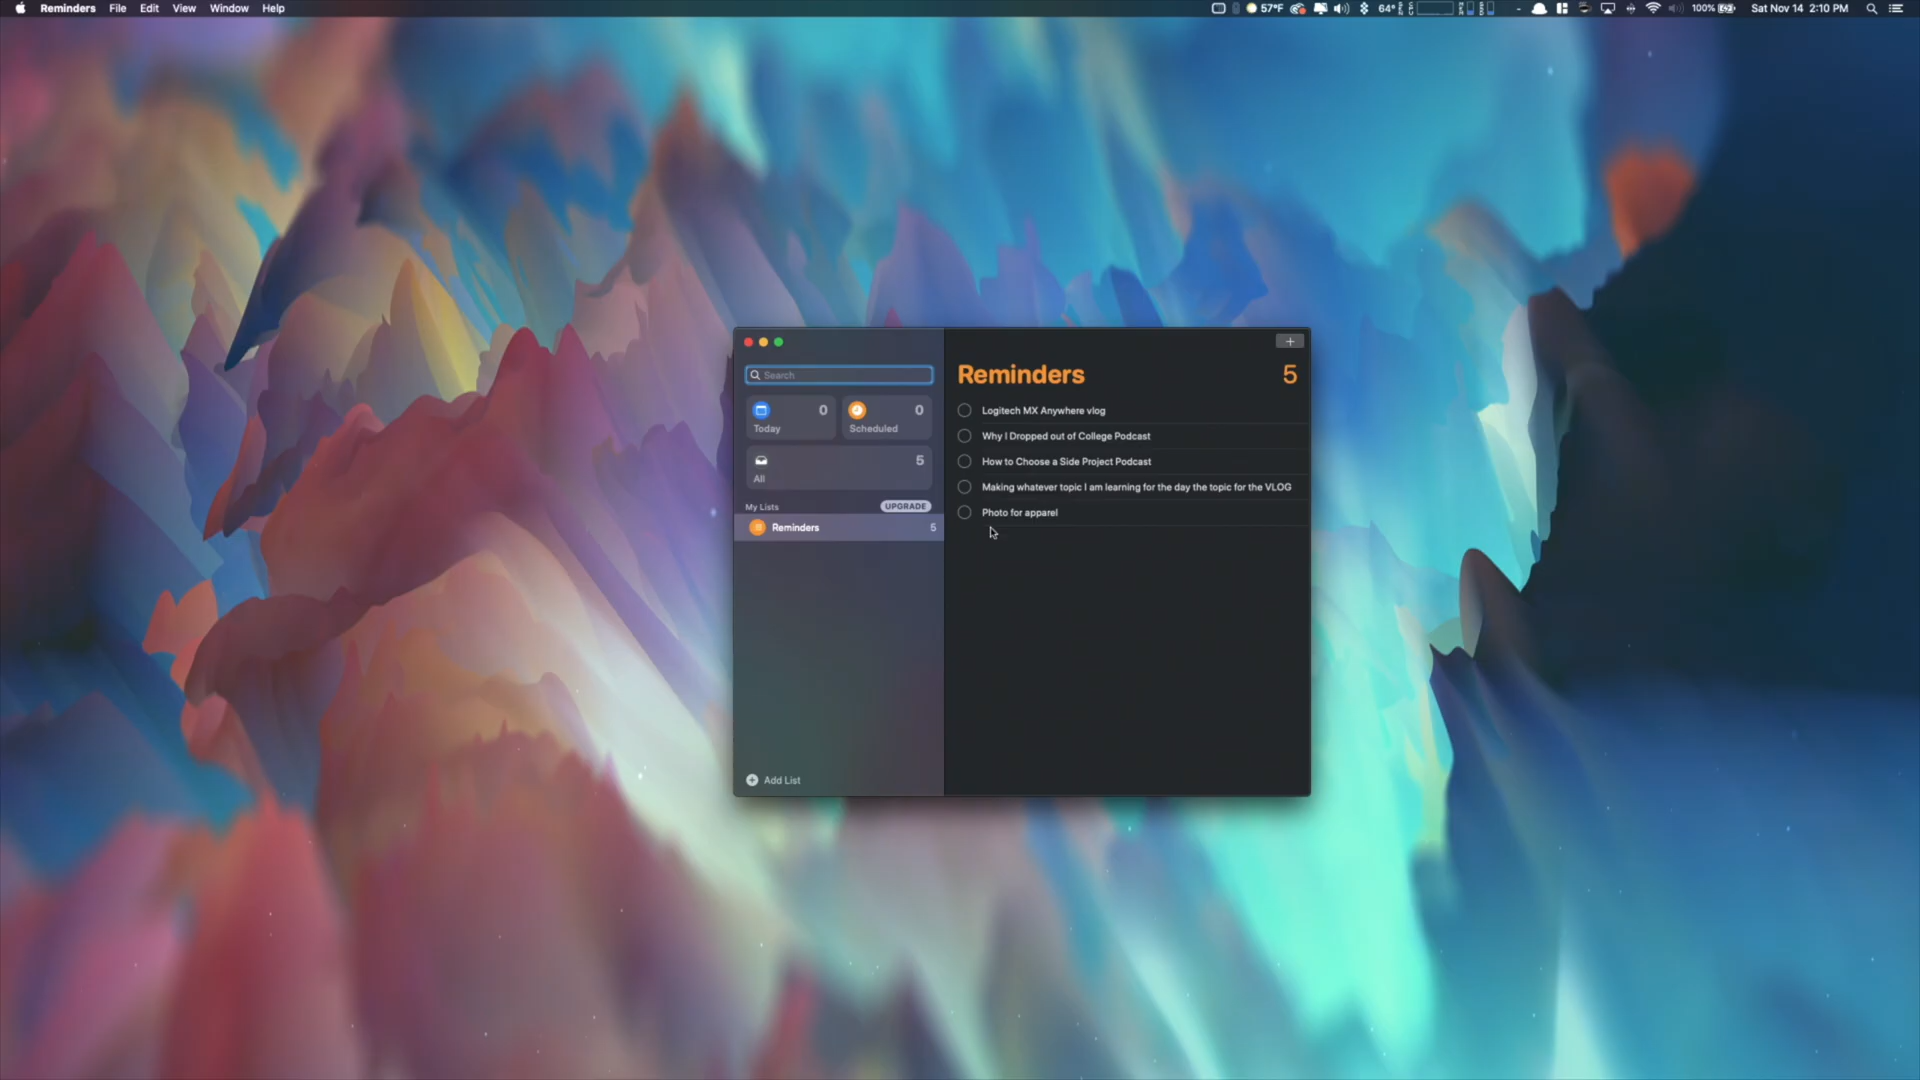 Reminders File Edit View Window Help
57°F 64° 100% Sat Nov 14 2:10 PM
Search
Today 0
Scheduled 0
All 5
My Lists UPGRADE
Reminders 5
Add List
+
Reminders 5
Logitech MX Anywhere vlog
Why I Dropped out of College Podcast
How to Choose a Side Project Podcast
Making whatever topic I am learning for the day the topic for the VLOG
Photo for apparel